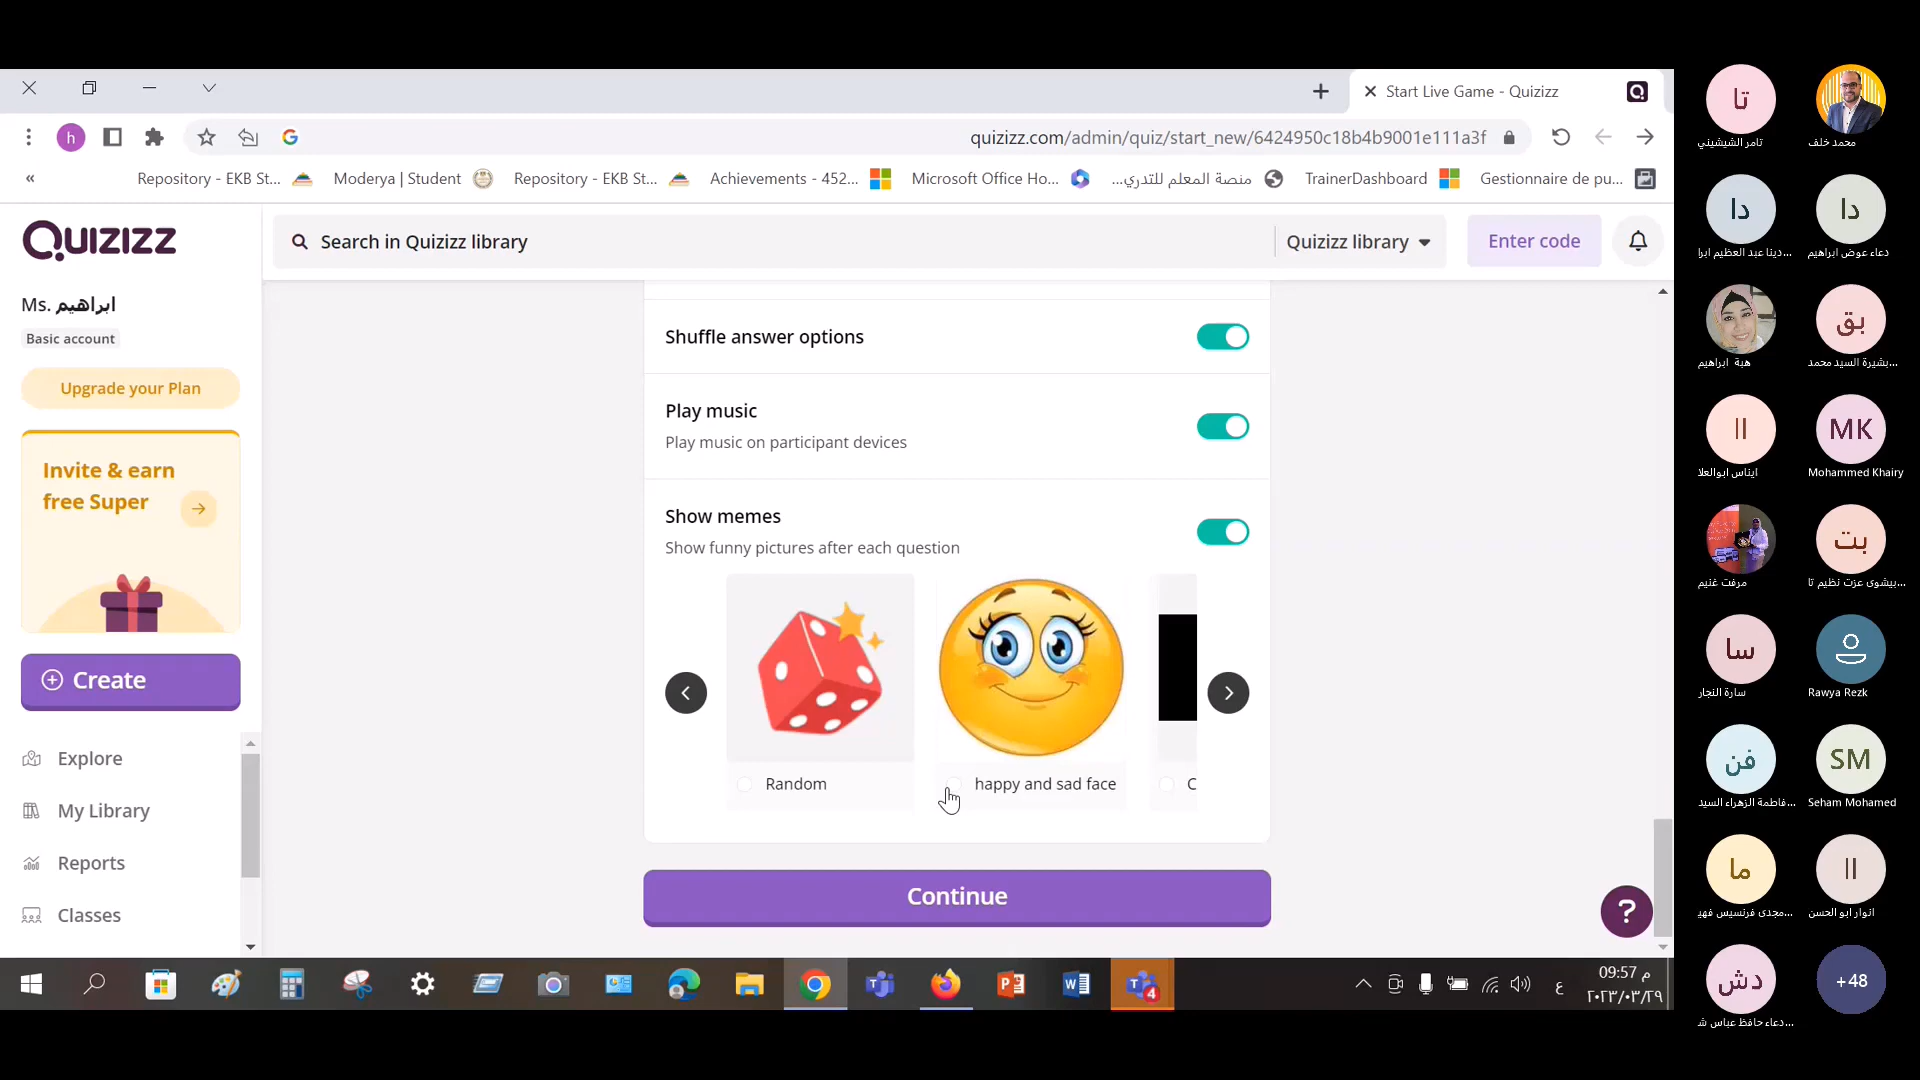 Start Live Game - Quizizz
h
quizizz.com/admin/quiz/start_new/6424950c18b4b9001e111a3f
«
Repository - EKB St...
Moderya | Student
Repository - EKB St...
Achievements - 452...
Microsoft Office Ho...
منصة المعلم للتدري...
TrainerDashboard
Gestionnaire de pu...
QUIZIZZ
Search in Quizizz library
Quizizz library
Enter code
Ms. ابراهيم
Basic account
Upgrade your Plan
Invite & earn
free Super
Create
Explore
My Library
Reports
Classes
Shuffle answer options
Play music
Play music on participant devices
Show memes
Show funny pictures after each question
Random
happy and sad face
C
Continue
?
4
ع
09:57 م
٢٠٢٣/٠٣/٢٩
تا
تامر الشيشيني
محمد خلف
دا
دينا عبد العظيم ابرا...
دا
دعاء عوض ابراهيم
هبة ابراهيم
بق
بشيرة السيد محمد...
اا
ايناس ابوالعلا
MK
Mohammed Khairy
مرفت غنيم
بت
بيشوى عزت نظيم تا...
سا
سارة النجار
Rawya Rezk
فن
فاطمة الزهراء السيد...
SM
Seham Mohamed
ما
مجدى فرنسيس فهي...
اا
انوار ابو الحسن
دش
دعاء حافظ عباس ش...
+48